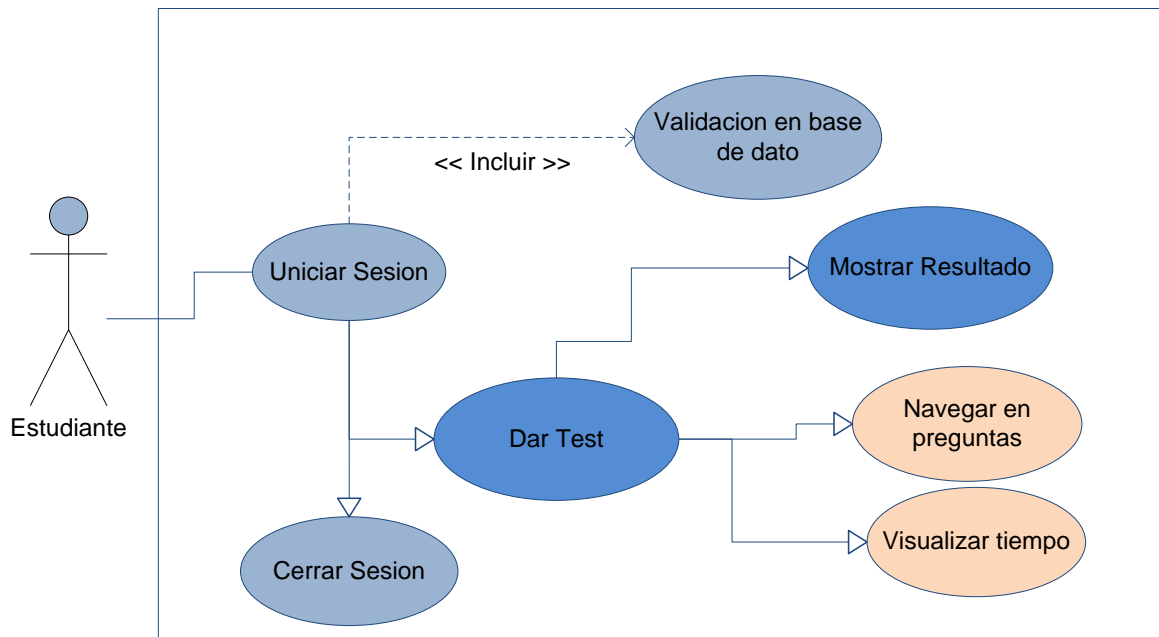 Validacion en base
de dato
<< Incluir >>
Uniciar Sesion
Mostrar Resultado
Estudiante
Dar Test
Navegar en
preguntas
Visualizar tiempo
Cerrar Sesion